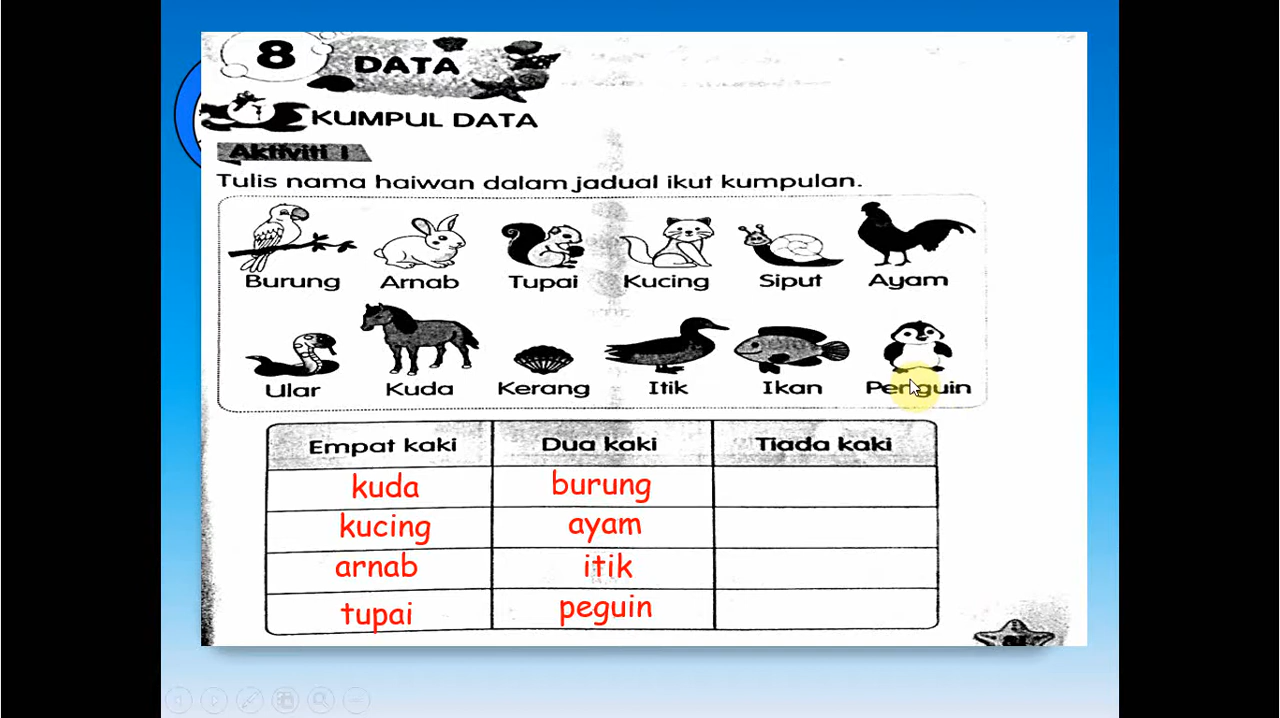 8
DATA
KUMPUL DATA
Aktiviti 1
Tulis nama haiwan dalam jadual ikut kumpulan.
Burung Arnab Tupai Kucing Siput Ayam
Ular Kuda Kerang Itik Ikan Penguin
Empat kaki Dua kaki Tiada kaki
kuda burung
kucing ayam
arnab itik
tupai peguin